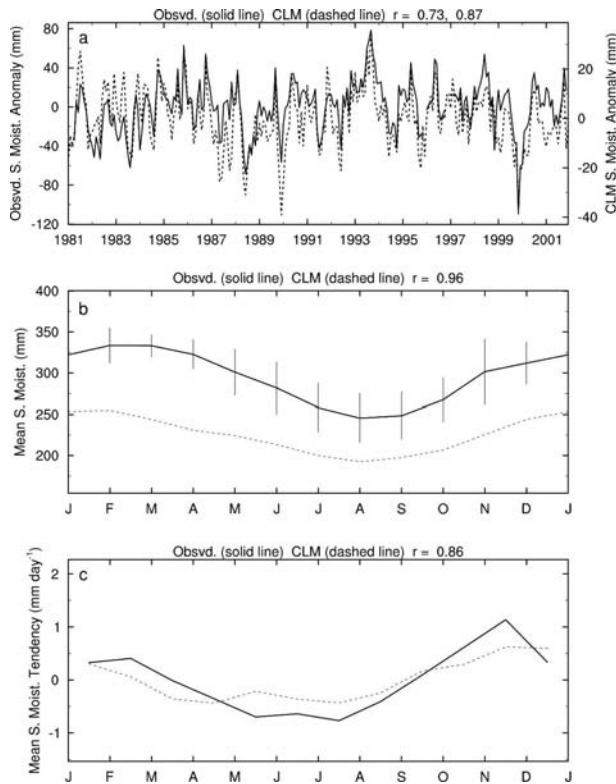 Obsvd. (solid line) CLM (dashed line) r = 0.73, 0.87
a
Obsvd. S. Moist. Anomaly (mm)
80
40
0
-40
-80
-120
CLM S. Moist. Anomaly (mm)
20
0
-20
-40
1981 1983 1985 1987 1989 1991 1993 1995 1997 1999 2001
Obsvd. (solid line) CLM (dashed line) r = 0.96
b
Mean S. Moist. (mm)
400
350
300
250
200
J F M A M J J A S O N D J
Obsvd. (solid line) CLM (dashed line) r = 0.86
c
Mean S. Moist. Tendency (mm day⁻¹)
2
1
0
-1
J F M A M J J A S O N D J